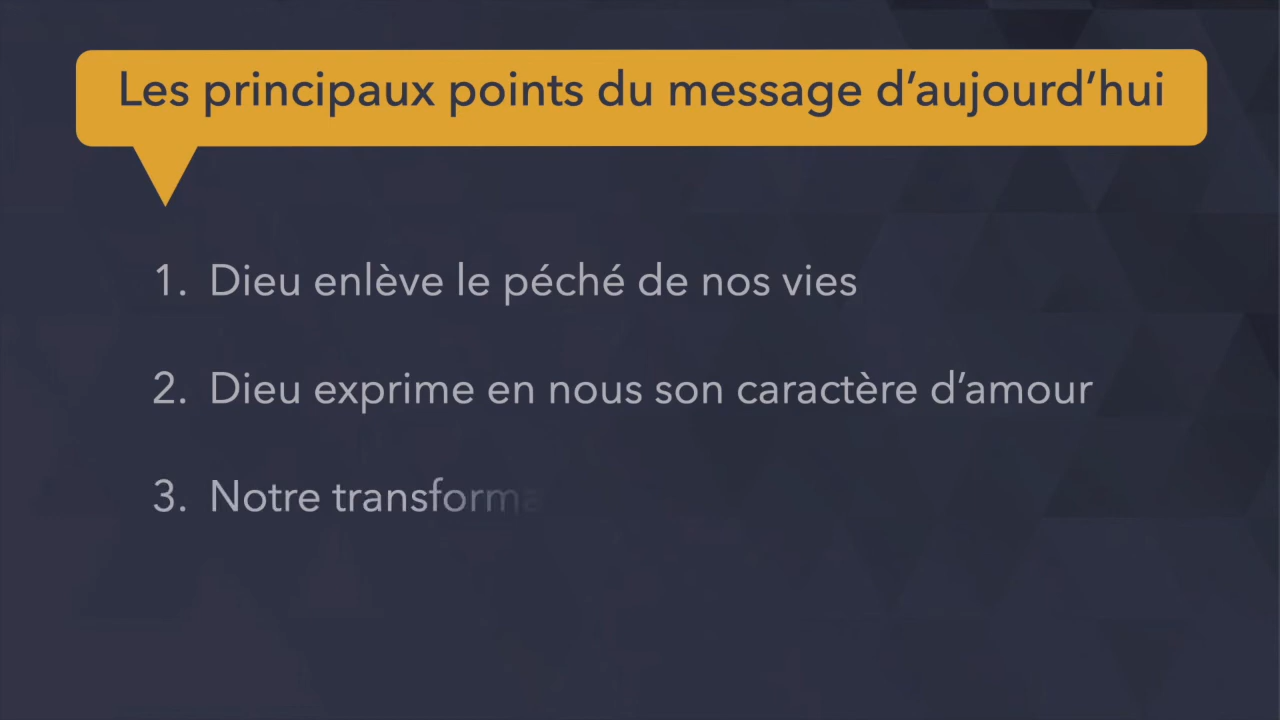 Les principaux points du message d’aujourd’hui
1. Dieu enlève le péché de nos vies
2. Dieu exprime en nous son caractère d’amour
3. Notre transforma